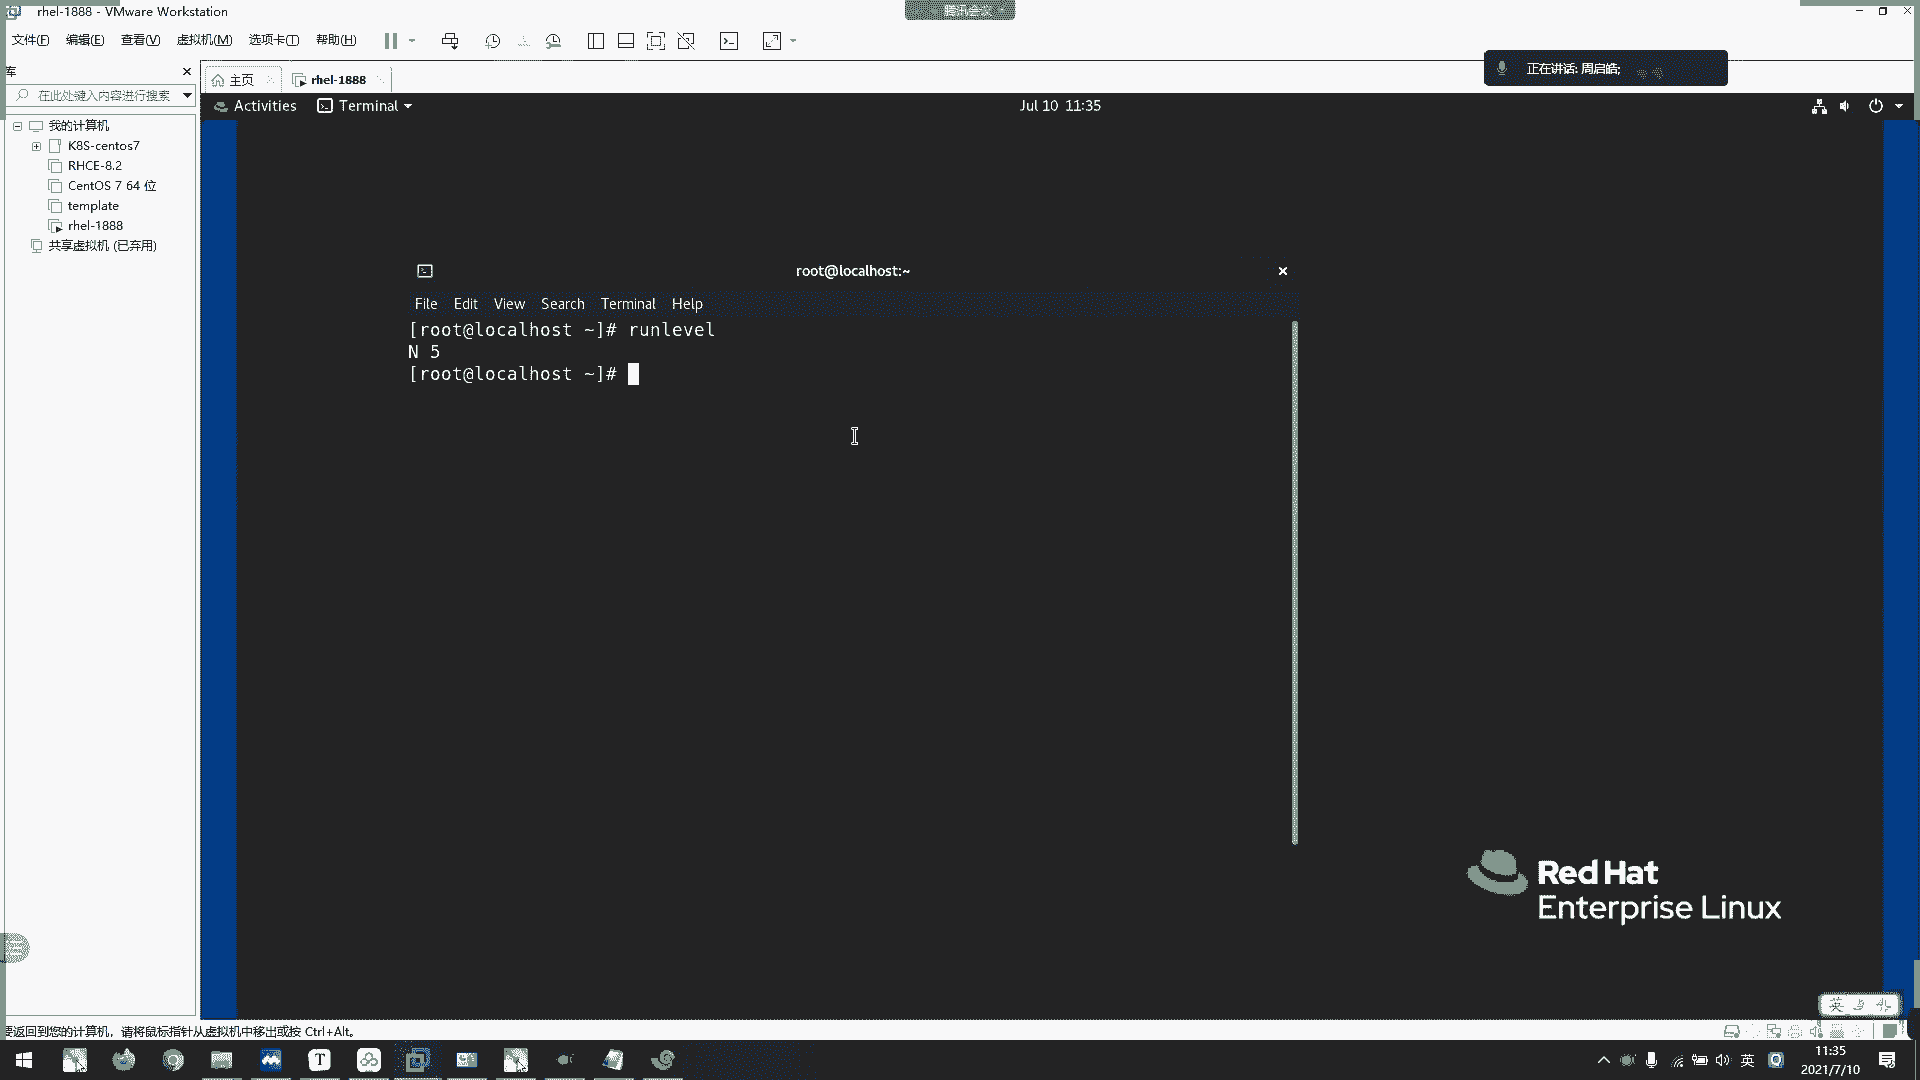 rhel-1888 - VMware Workstation
腾讯会议
文件(F) 编辑(E) 查看(V) 虚拟机(M) 选项卡(T) 帮助(H)
库
正在讲话: 周启皓;
主页
rhel-1888
在此处键入内容进行搜索
Activities
Terminal
Jul 10 11:35
我的计算机
K8S-centos7
RHCE-8.2
CentOS 7 64 位
template
rhel-1888
共享虚拟机 (已弃用)
root@localhost:~
File Edit View Search Terminal Help
[root@localhost ~]# runlevel
N 5
[root@localhost ~]#
Red Hat
Enterprise Linux
英
要返回到您的计算机，请将鼠标指针从虚拟机中移出或按 Ctrl+Alt。
英
11:35
2021/7/10